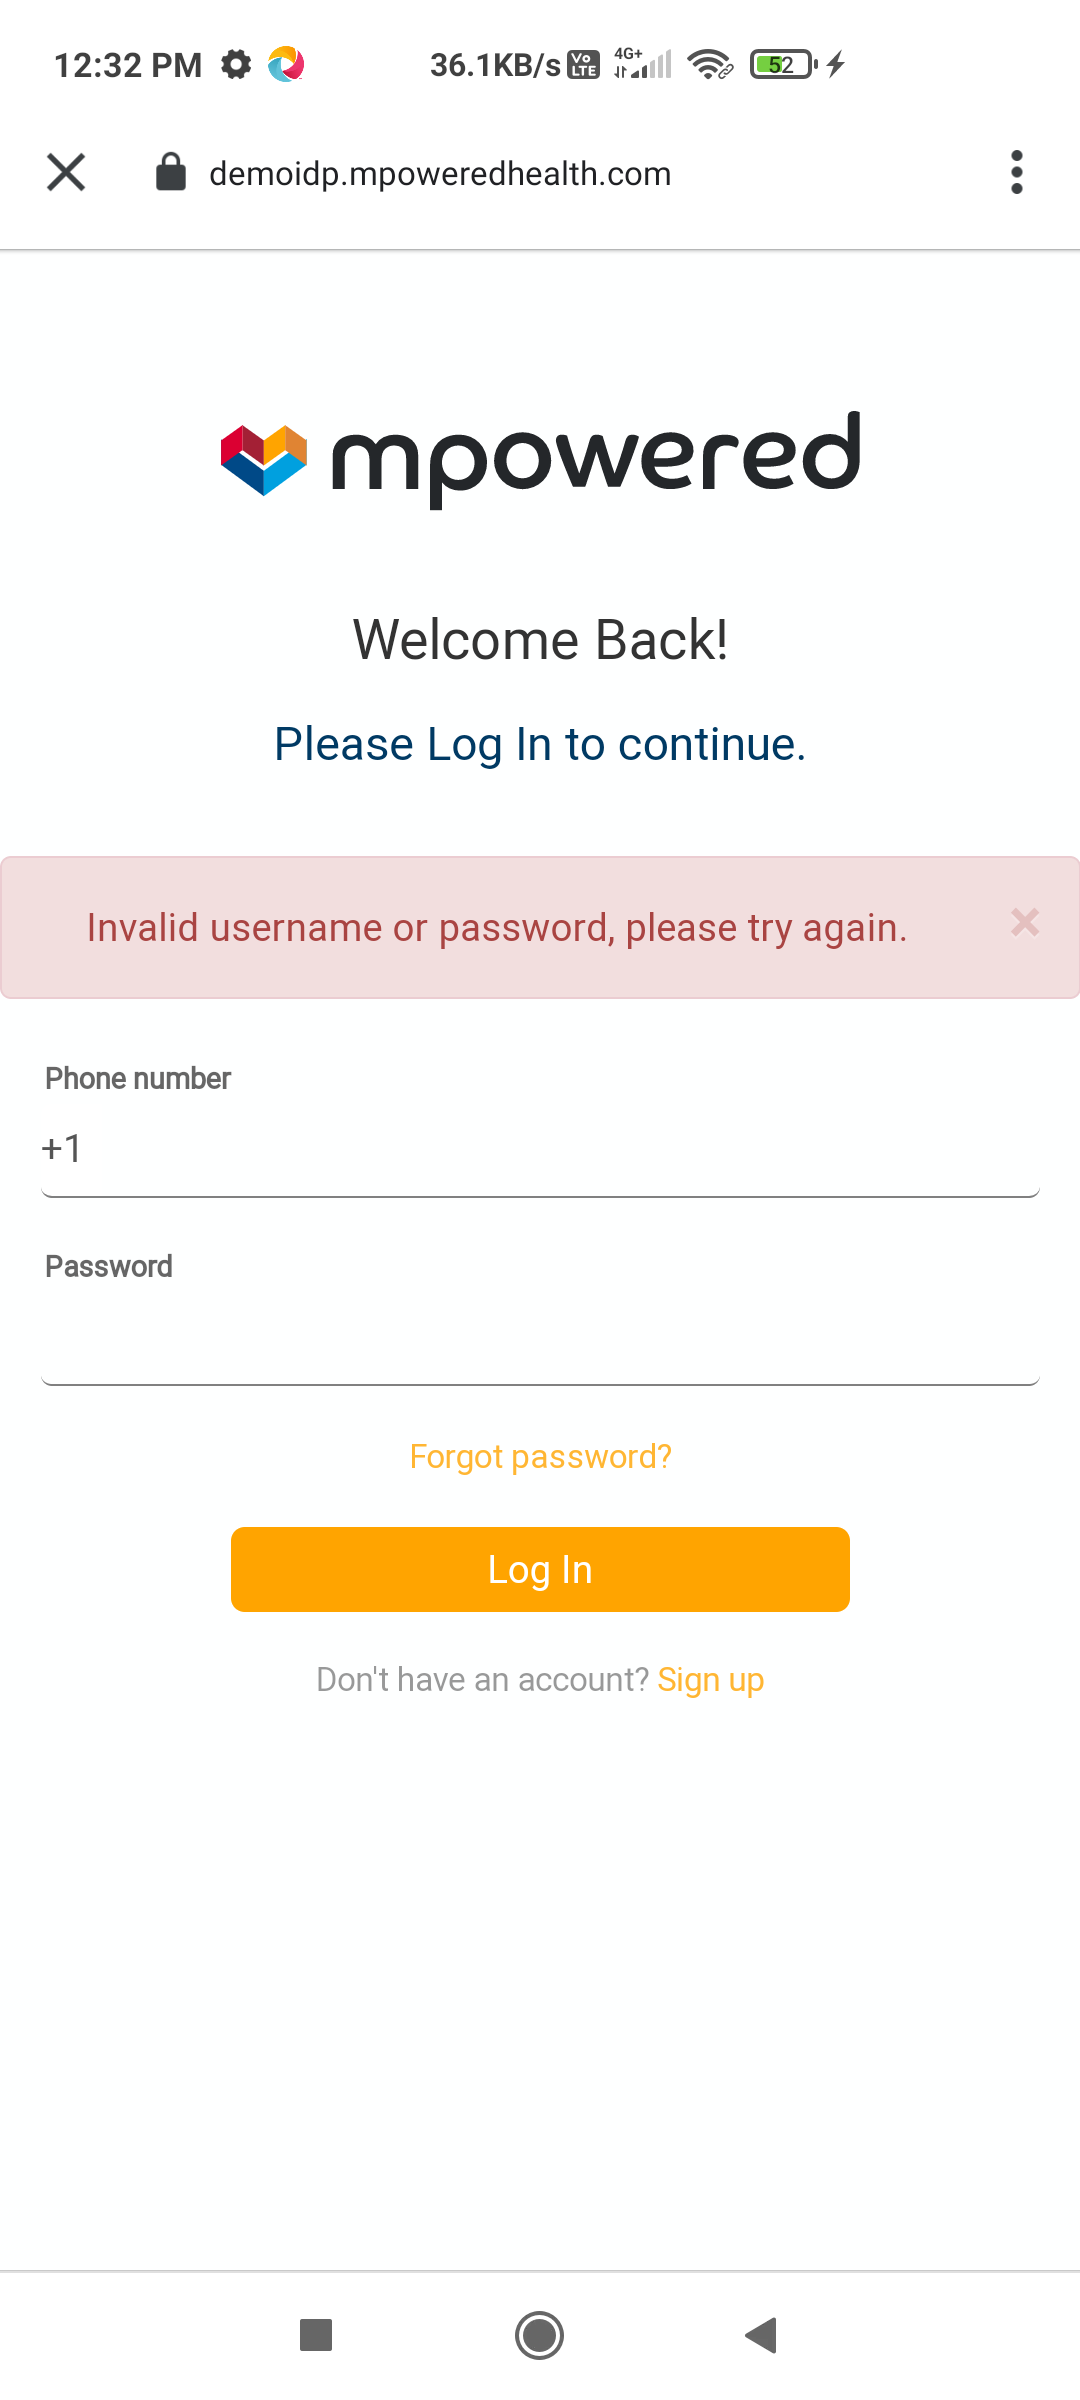 12:32 PM 36.1KB/s Vo LTE 4G+ 52
demoidp.mpoweredhealth.com
mpowered
Welcome Back!
Please Log In to continue.
Invalid username or password, please try again. ×
Phone number
+1
Password
Forgot password?
Log In
Don't have an account? Sign up